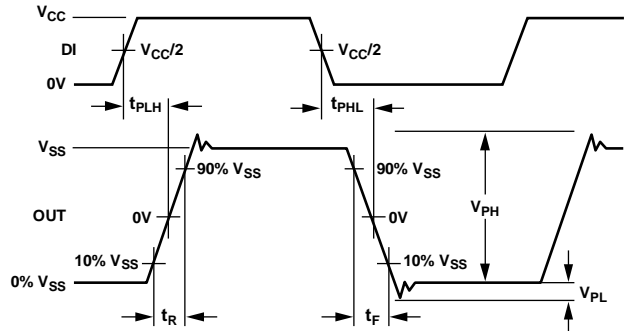 VCC
DI
VCC/2
VCC/2
0V
tPLH
tPHL
VSS
90% VSS
90% VSS
OUT
0V
0V
VPH
10% VSS
10% VSS
0% VSS
VPL
tR
tF